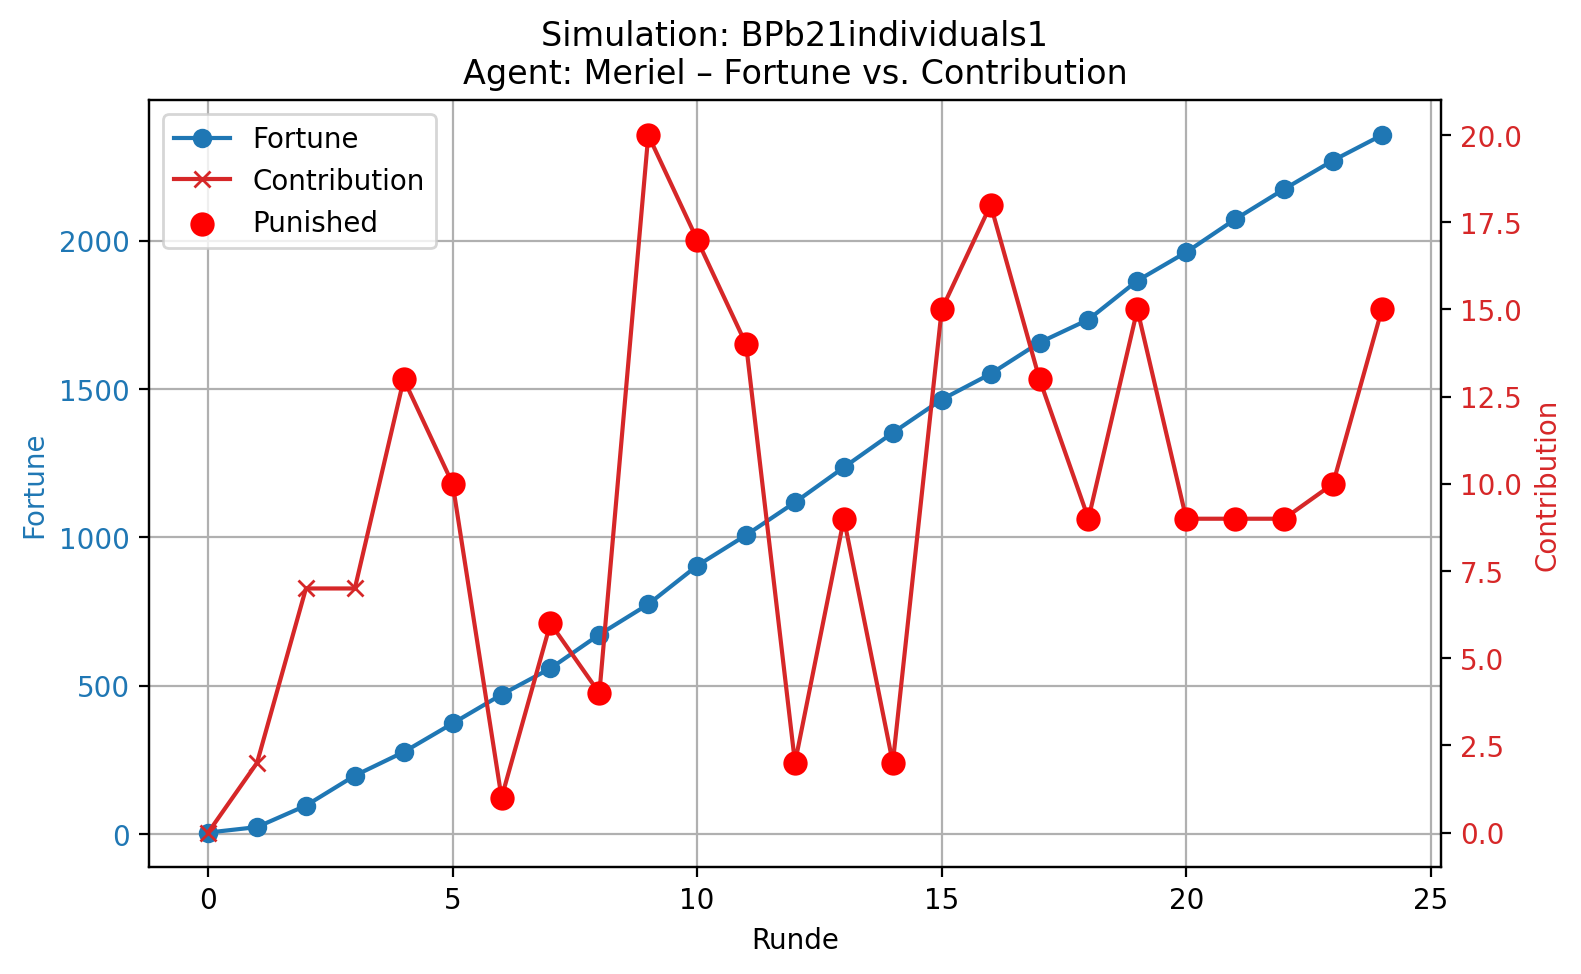 Simulation: BPb21individuals1
Agent: Meriel – Fortune vs. Contribution
Fortune
Contribution
Punished
2000
1500
1000
500
0
Fortune
20.0
17.5
15.0
12.5
10.0
7.5
5.0
2.5
0.0
Contribution
0 5 10 15 20 25
Runde